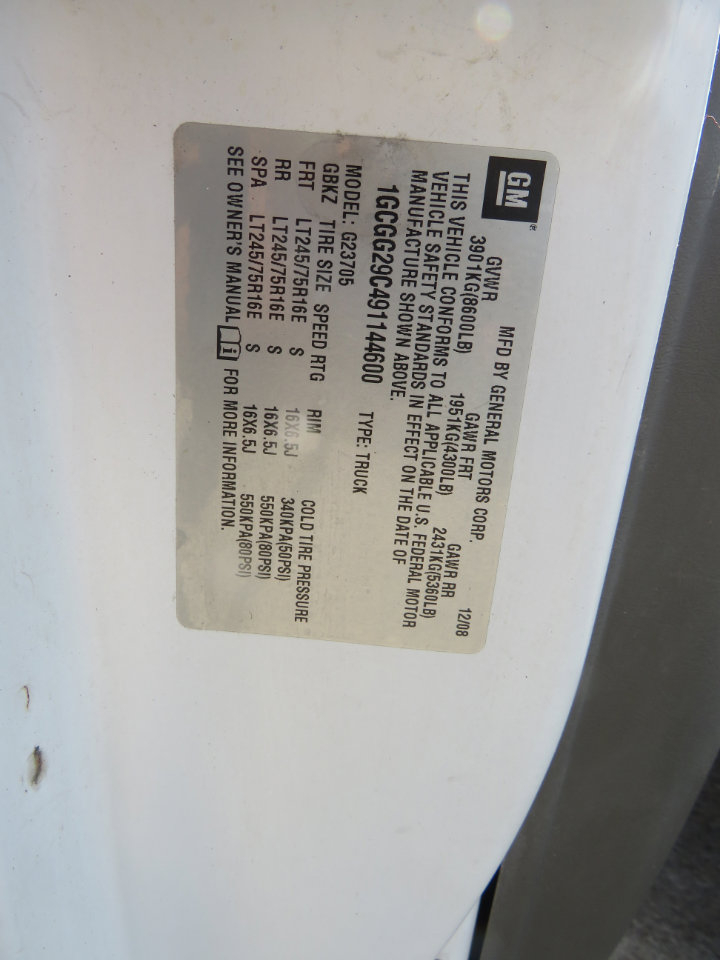 GM®
MFD BY GENERAL MOTORS CORP. 12/08
GVWR GAWR FRT GAWR RR
3901KG(8600LB) 1951KG(4300LB) 2431KG(5360LB)
THIS VEHICLE CONFORMS TO ALL APPLICABLE U.S. FEDERAL MOTOR
VEHICLE SAFETY STANDARDS IN EFFECT ON THE DATE OF
MANUFACTURE SHOWN ABOVE.
1GCGG29C491144600 TYPE: TRUCK
MODEL: G23705
GBKZ TIRE SIZE SPEED RTG RIM COLD TIRE PRESSURE
FRT LT245/75R16E S 16X6.5J 340KPA(50PSI)
RR LT245/75R16E S 16X6.5J 550KPA(80PSI)
SPA LT245/75R16E S 16X6.5J 550KPA(80PSI)
SEE OWNER'S MANUAL i FOR MORE INFORMATION.